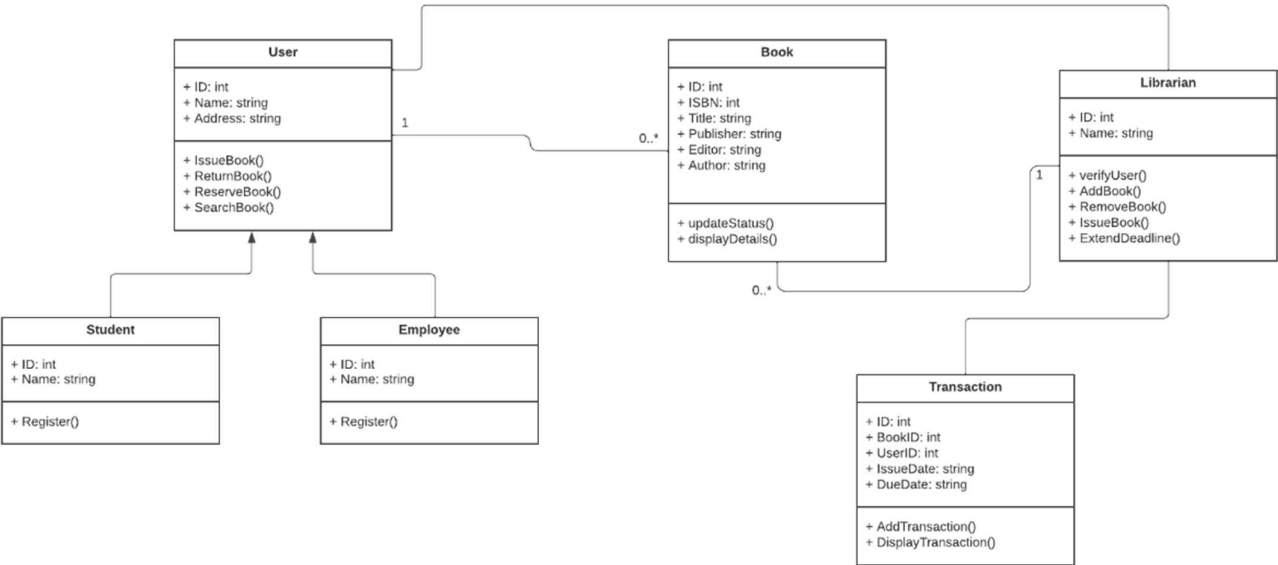 User
+ ID: int
+ Name: string
+ Address: string
+ IssueBook()
+ ReturnBook()
+ ReserveBook()
+ SearchBook()
1
0..*
Book
+ ID: int
+ ISBN: int
+ Title: string
+ Publisher: string
+ Editor: string
+ Author: string
+ updateStatus()
+ displayDetails()
0..*
1
Librarian
+ ID: int
+ Name: string
+ verifyUser()
+ AddBook()
+ RemoveBook()
+ IssueBook()
+ ExtendDeadline()
Student
+ ID: int
+ Name: string
+ Register()
Employee
+ ID: int
+ Name: string
+ Register()
Transaction
+ ID: int
+ BookID: int
+ UserID: int
+ IssueDate: string
+ DueDate: string
+ AddTransaction()
+ DisplayTransaction()